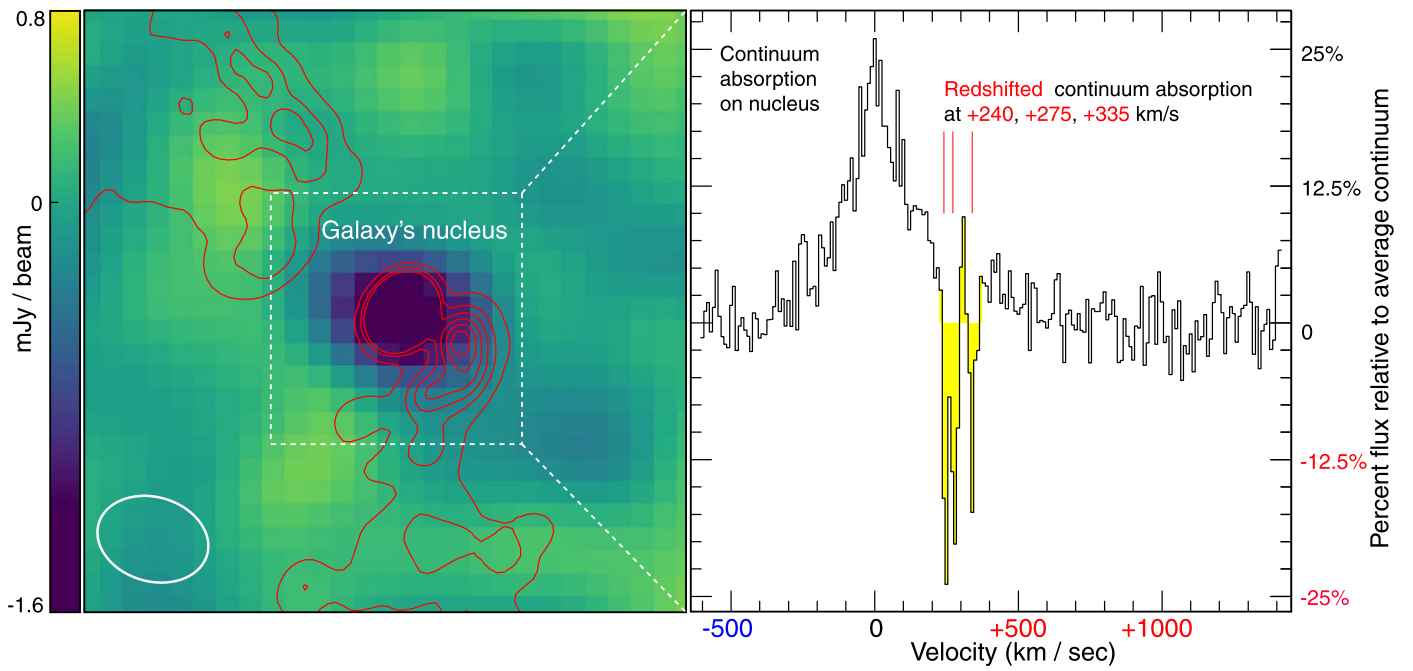 0.8
0
-1.6
mJy / beam
Galaxy's nucleus
Continuum
absorption
on nucleus
Redshifted continuum absorption
at +240, +275, +335 km/s
25%
12.5%
0
-12.5%
-25%
Percent flux relative to average continuum
-500 0 +500 +1000
Velocity (km / sec)